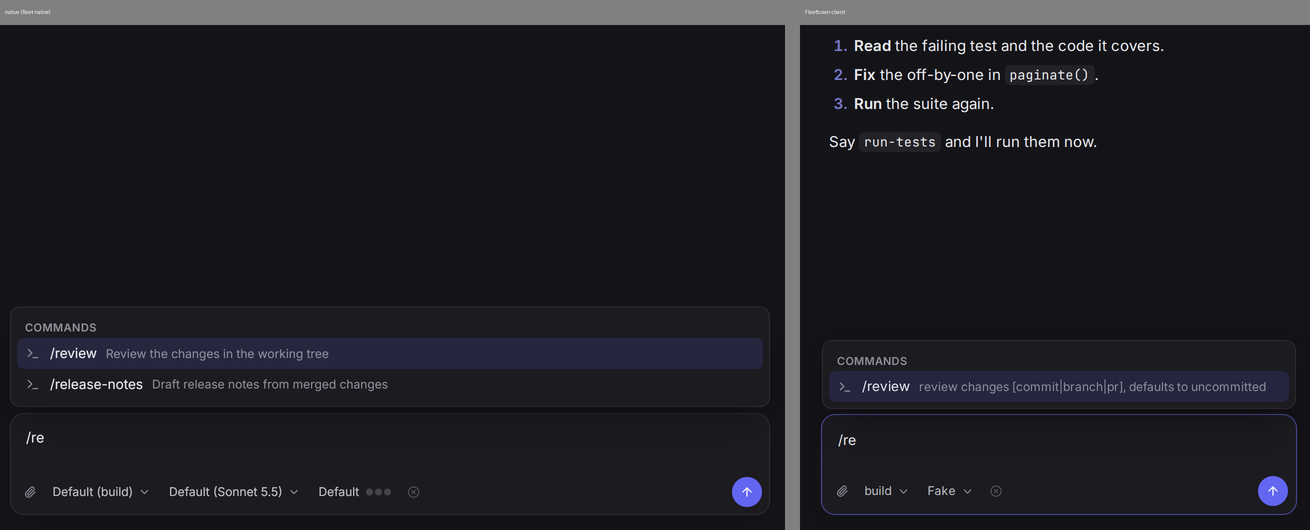 native (fleet-native)
COMMANDS
/review Review the changes in the working tree
/release-notes Draft release notes from merged changes
/re
Default (build) Default (Sonnet 5.5) Default
Fleet's own client
1. Read the failing test and the code it covers.
2. Fix the off-by-one in paginate().
3. Run the suite again.
Say run-tests and I'll run them now.
COMMANDS
/review review changes [commit|branch|pr], defaults to uncommitted
/re
build Fake